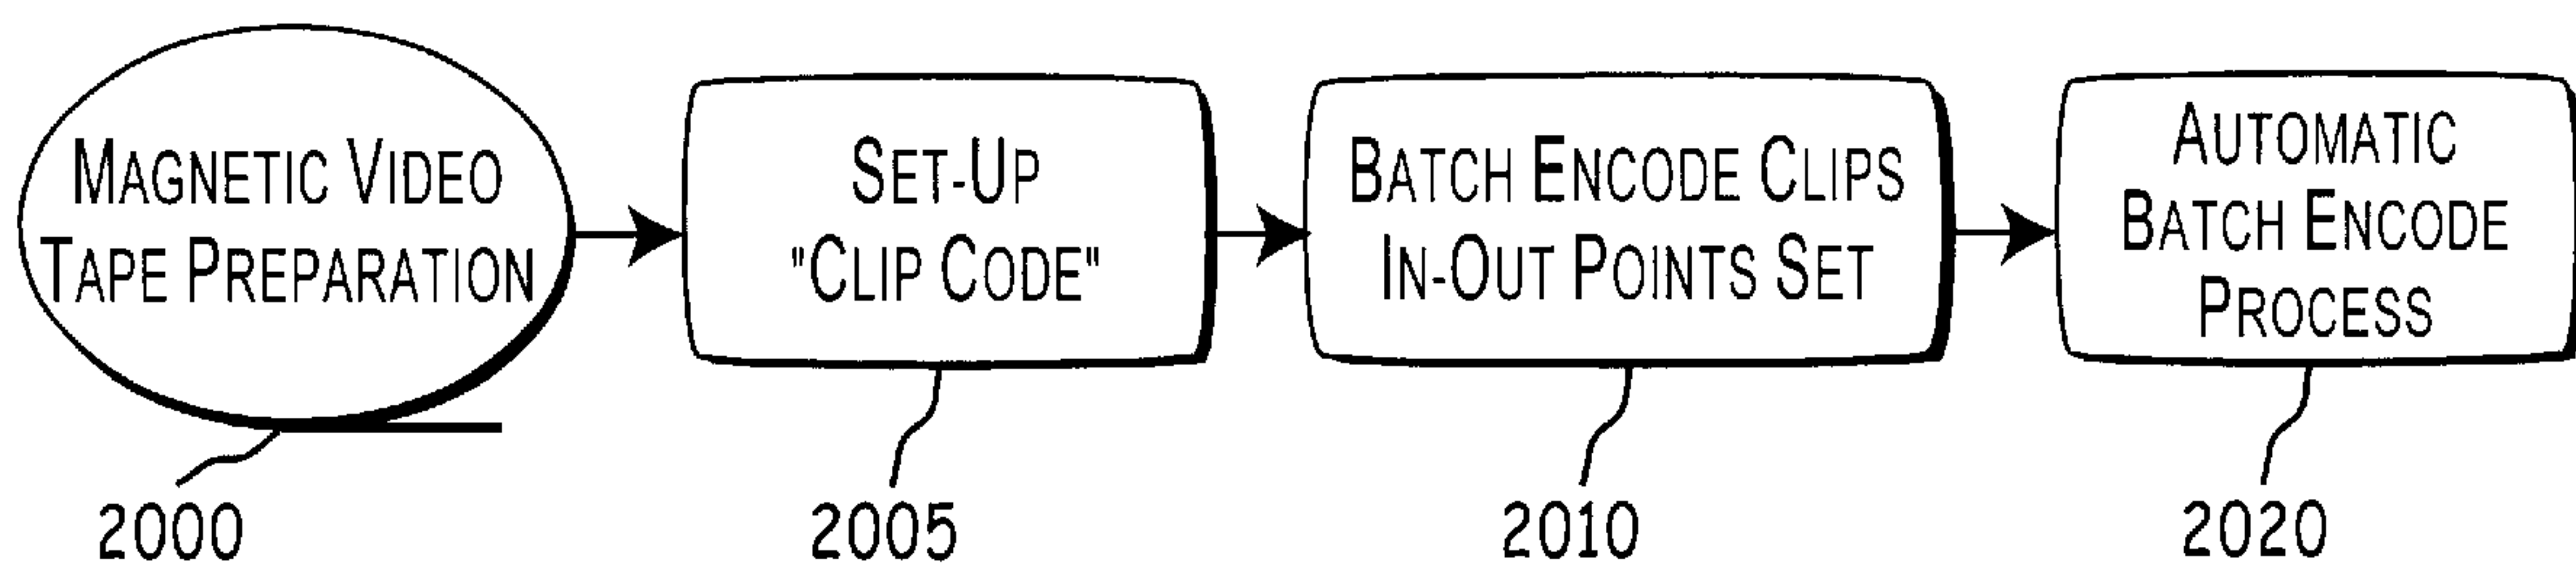 MAGNETIC VIDEO
TAPE PREPARATION
SET-UP
"CLIP CODE"
BATCH ENCODE CLIPS
IN-OUT POINTS SET
AUTOMATIC
BATCH ENCODE
PROCESS
2000
2005
2010
2020